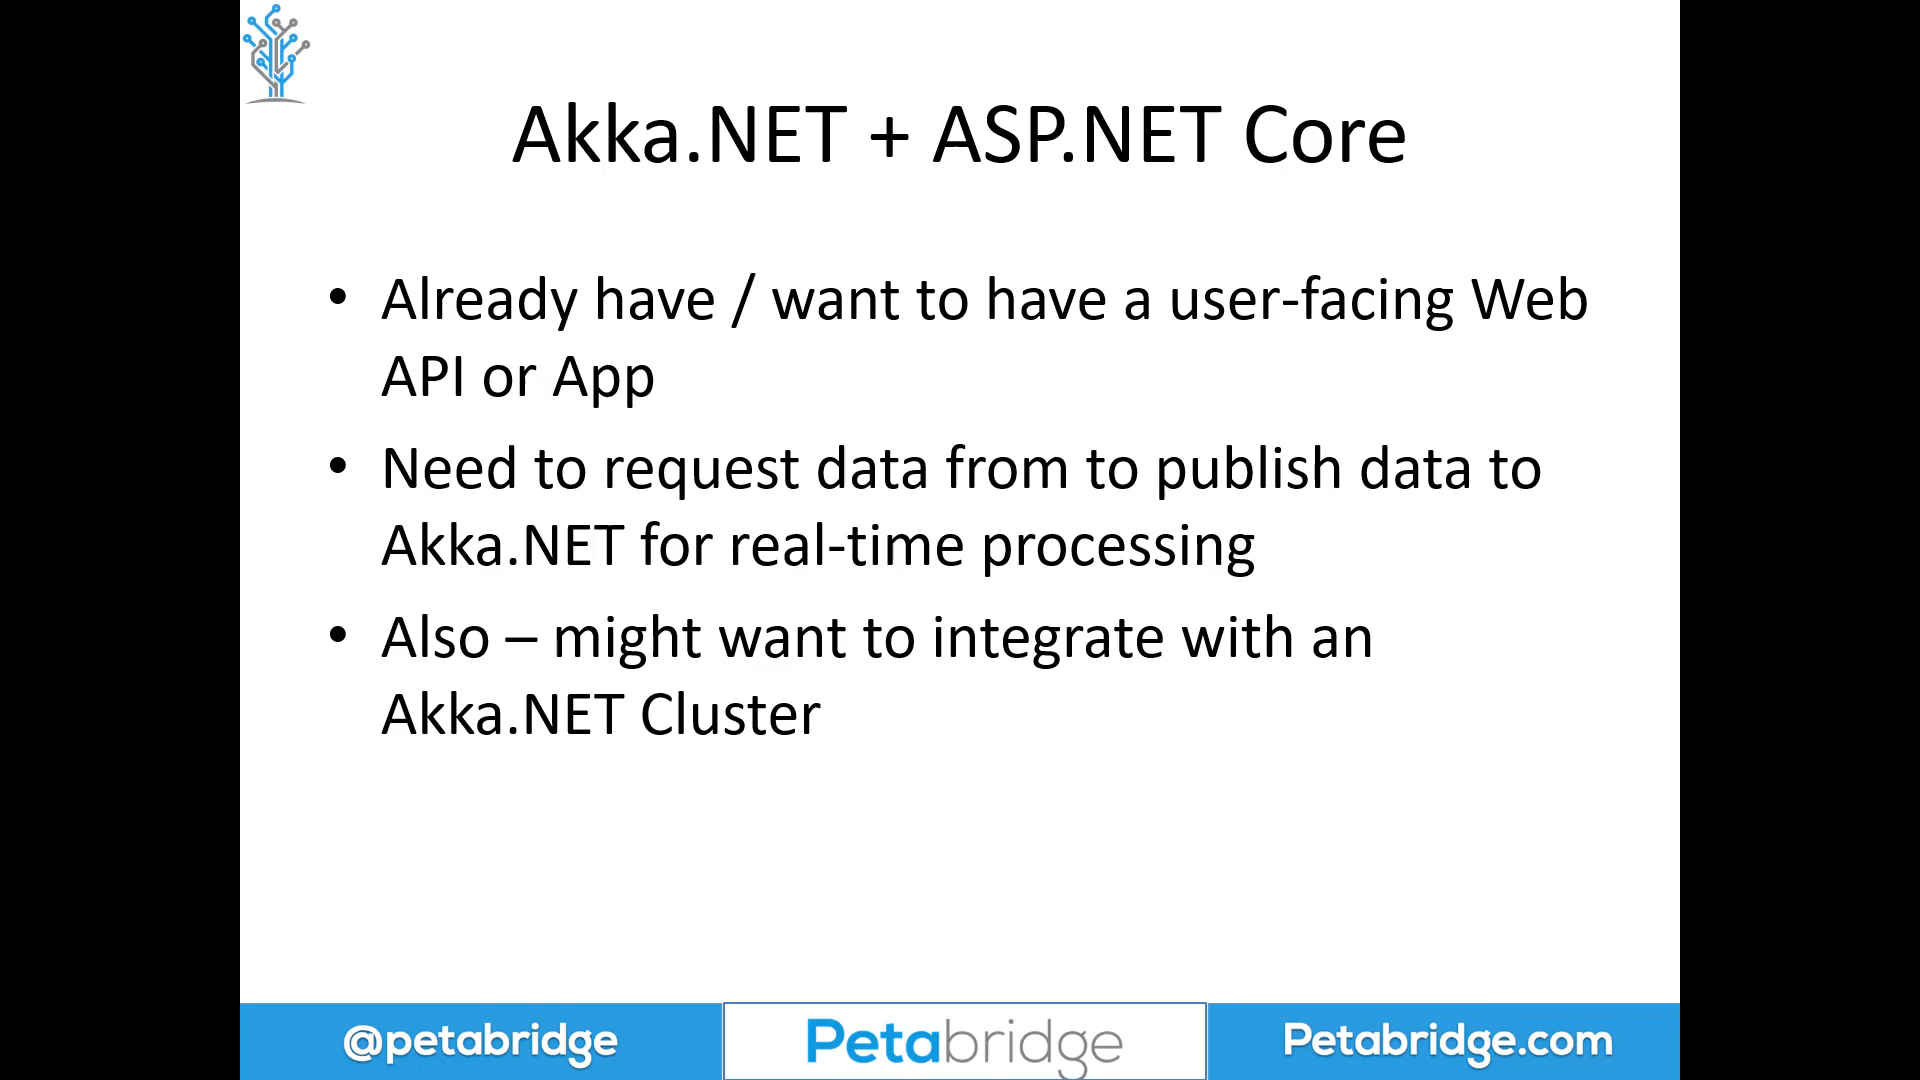 Akka.NET + ASP.NET Core
• Already have / want to have a user-facing Web
API or App
• Need to request data from to publish data to
Akka.NET for real-time processing
• Also – might want to integrate with an
Akka.NET Cluster
@petabridge
Petabridge
Petabridge.com